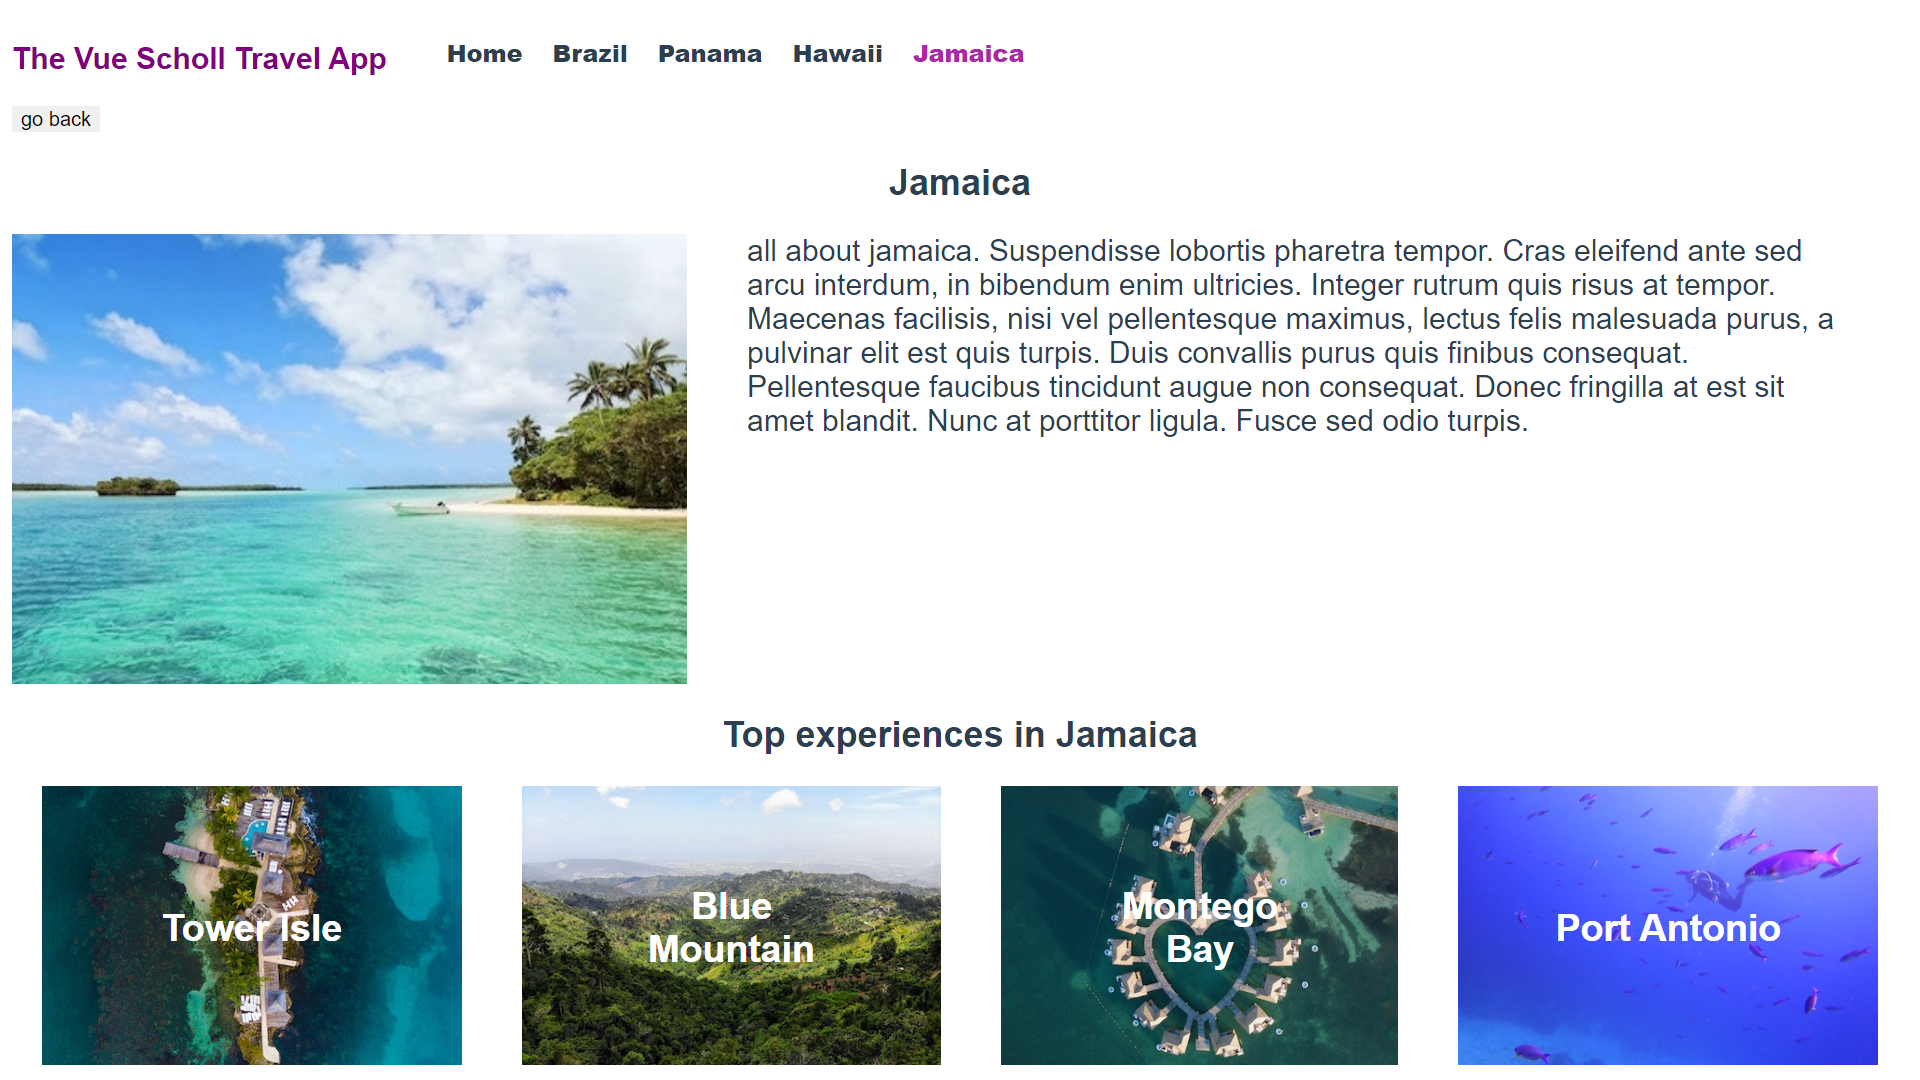 The Vue Scholl Travel App
Home Brazil Panama Hawaii Jamaica
go back
Jamaica
all about jamaica. Suspendisse lobortis pharetra tempor. Cras eleifend ante sed
arcu interdum, in bibendum enim ultricies. Integer rutrum quis risus at tempor.
Maecenas facilisis, nisi vel pellentesque maximus, lectus felis malesuada purus, a
pulvinar elit est quis turpis. Duis convallis purus quis finibus consequat.
Pellentesque faucibus tincidunt augue non consequat. Donec fringilla at est sit
amet blandit. Nunc at porttitor ligula. Fusce sed odio turpis.
Top experiences in Jamaica
Tower Isle
Blue
Mountain
Montego
Bay
Port Antonio